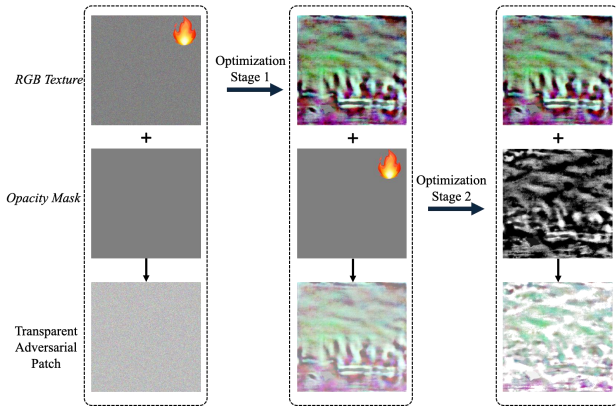 RGB Texture
Optimization
Stage 1
+
+
+
Opacity Mask
Optimization
Stage 2
Transparent
Adversarial
Patch